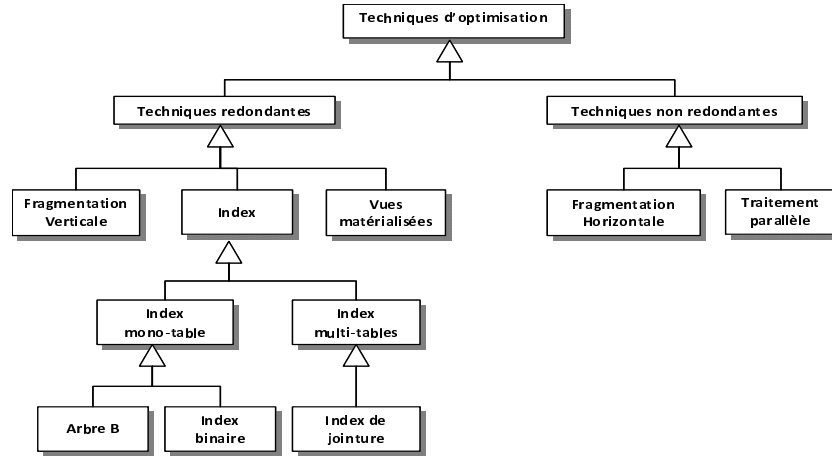 Techniques d'optimisation
Techniques redondantes
Techniques non redondantes
Fragmentation
Verticale
Index
Vues
matérialisées
Fragmentation
Horizontale
Traitement
parallèle
Index
mono-table
Index
multi-tables
Arbre B
Index
binaire
Index de
jointure